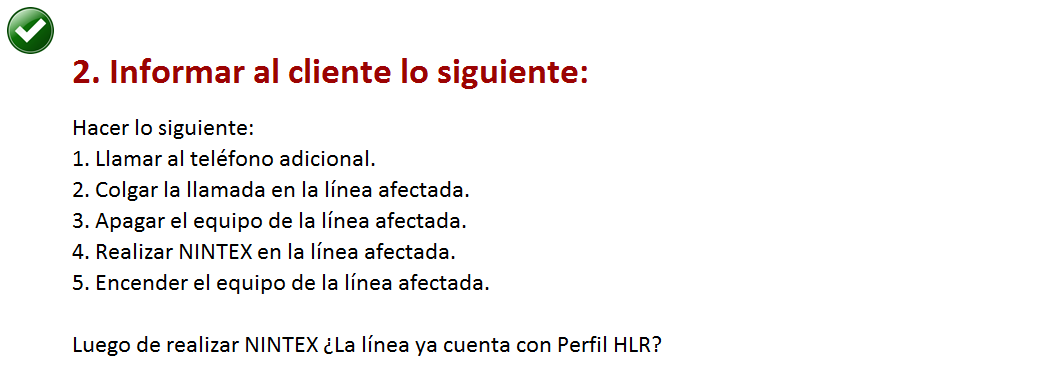 2. Informar al cliente lo siguiente:
Hacer lo siguiente:
1. Llamar al teléfono adicional.
2. Colgar la llamada en la línea afectada.
3. Apagar el equipo de la línea afectada.
4. Realizar NINTEX en la línea afectada.
5. Encender el equipo de la línea afectada.
Luego de realizar NINTEX ¿La línea ya cuenta con Perfil HLR?